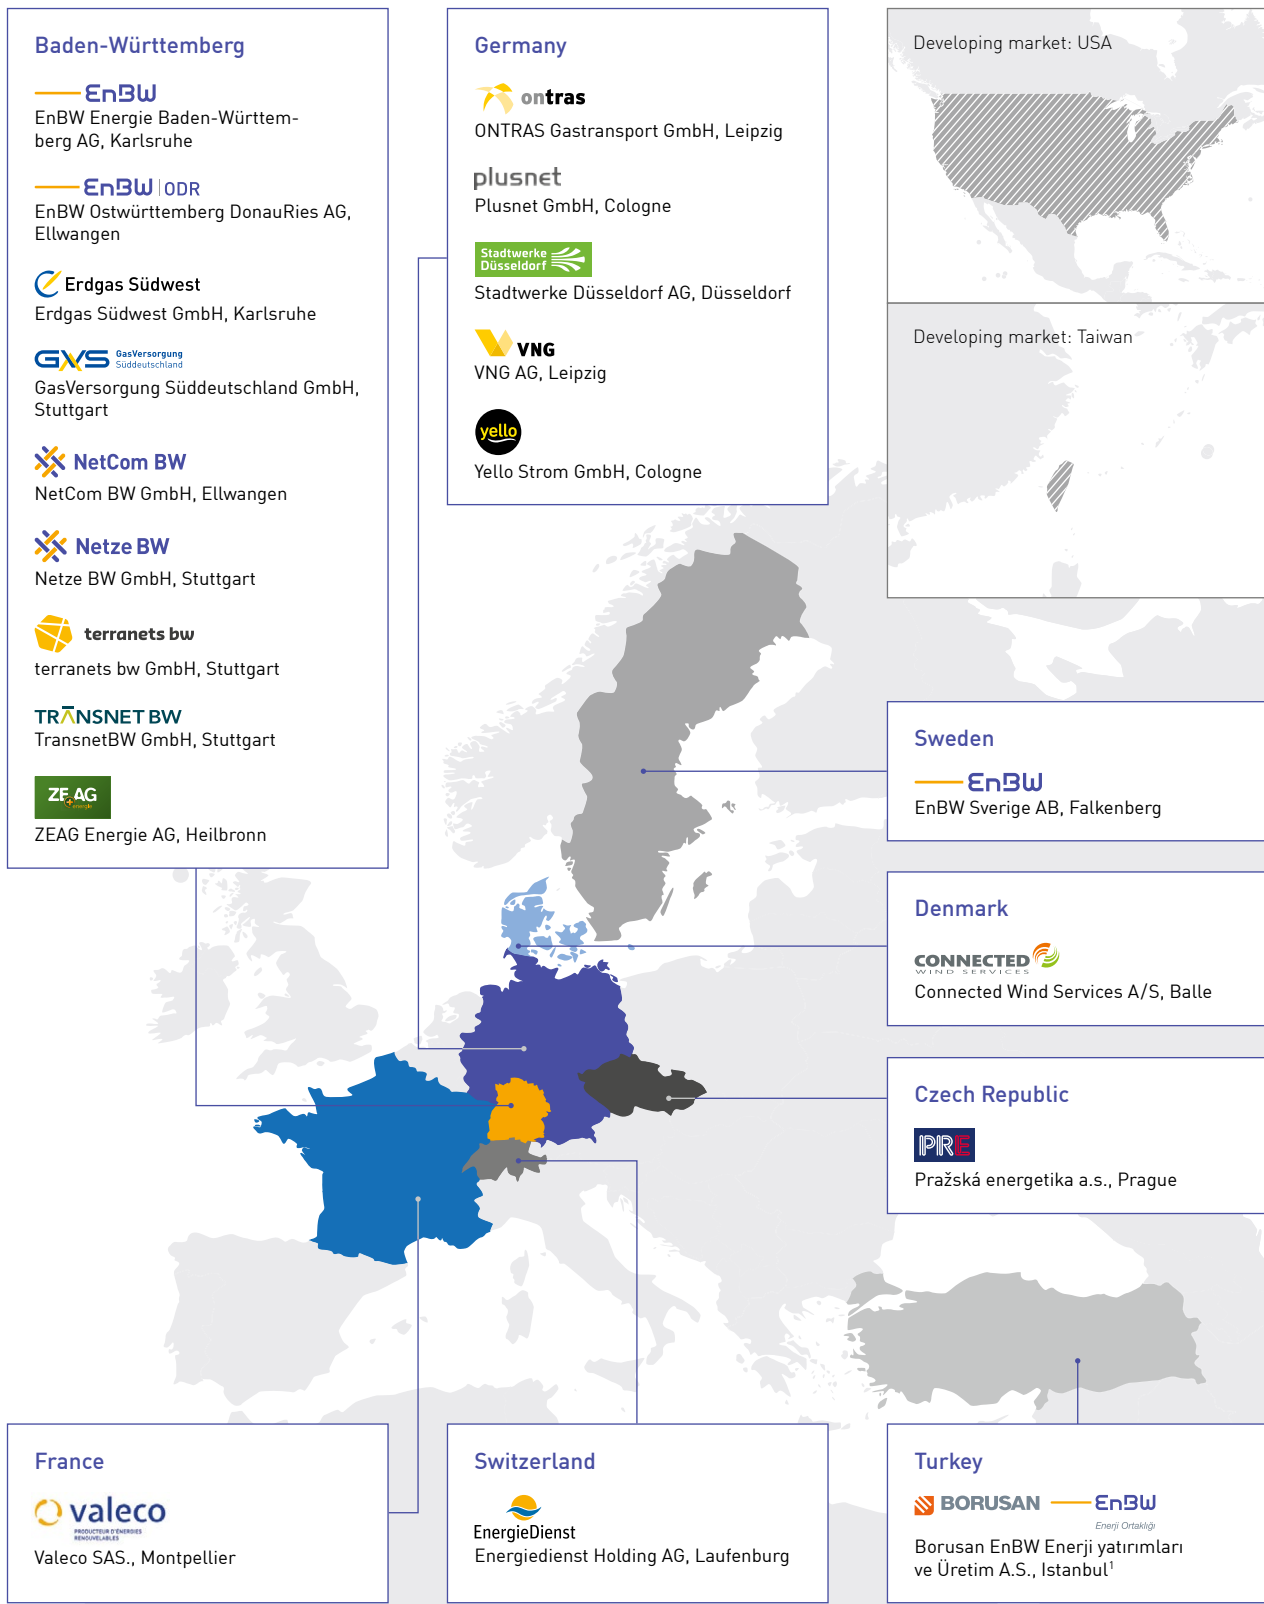 Baden-Württemberg
EnBW
EnBW Energie Baden-Württem-
berg AG, Karlsruhe
EnBW | ODR
EnBW Ostwürttemberg DonauRies AG,
Ellwangen
Erdgas Südwest
Erdgas Südwest GmbH, Karlsruhe
GVS GasVersorgung
Süddeutschland
GasVersorgung Süddeutschland GmbH,
Stuttgart
NetCom BW
NetCom BW GmbH, Ellwangen
Netze BW
Netze BW GmbH, Stuttgart
terranets bw
terranets bw GmbH, Stuttgart
TRANSNET BW
TransnetBW GmbH, Stuttgart
ZEAG
energie
ZEAG Energie AG, Heilbronn
Germany
ontras
ONTRAS Gastransport GmbH, Leipzig
plusnet
Plusnet GmbH, Cologne
Stadtwerke
Düsseldorf
Stadtwerke Düsseldorf AG, Düsseldorf
VNG
VNG AG, Leipzig
yello
Yello Strom GmbH, Cologne
Developing market: USA
Developing market: Taiwan
Sweden
EnBW
EnBW Sverige AB, Falkenberg
Denmark
CONNECTED
WIND SERVICES
Connected Wind Services A/S, Balle
Czech Republic
PRE
Pražská energetika a.s., Prague
France
valeco
PRODUCTEUR D'ÉNERGIES
RENOUVELABLES
Valeco SAS., Montpellier
Switzerland
EnergieDienst
Energiedienst Holding AG, Laufenburg
Turkey
BORUSAN EnBW
Enerji Ortaklığı
Borusan EnBW Enerji yatırımları
ve Üretim A.S., Istanbul¹